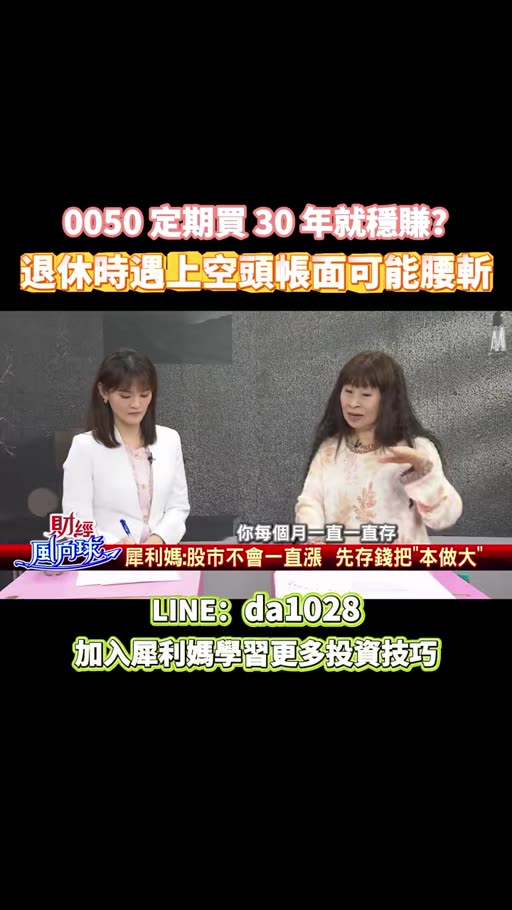 0050 定期買 30 年就穩賺?
退休時遇上空頭帳面可能腰斬
你每個月一直一直存
財經
風向球
犀利媽:股市不會一直漲 先存錢把"本做大"
LINE：da1028
加入犀利媽學習更多投資技巧